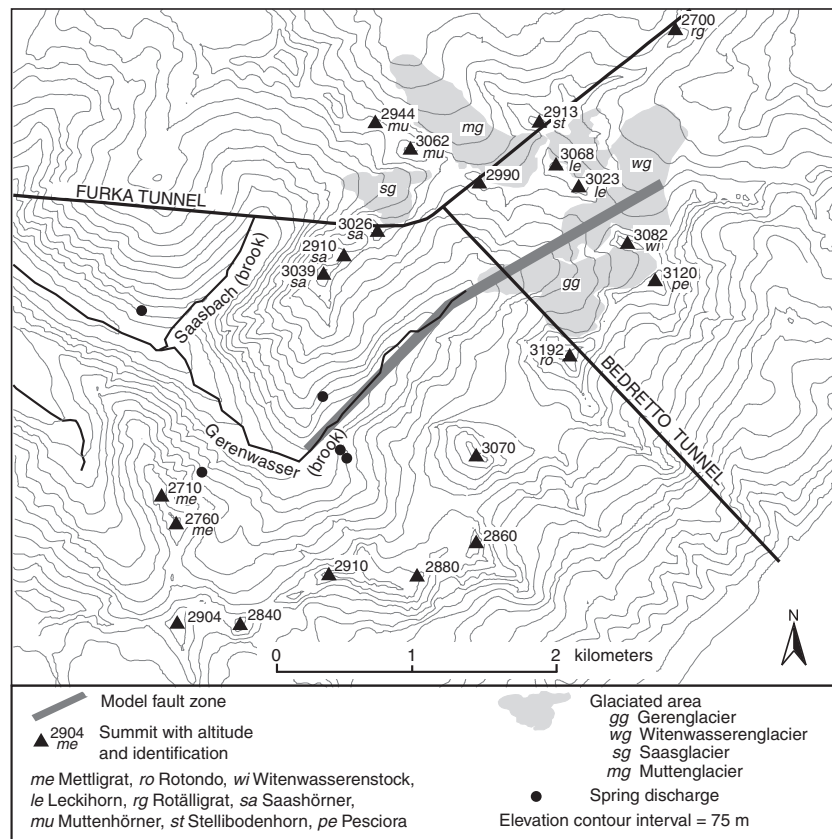 2700
rg
2944
mu
2913
st
mg
3062
mu
3068
le
wg
2990
3023
le
sg
FURKA TUNNEL
3026
sa
3082
wi
2910
sa
3039
sa
3120
pe
gg
Saasbach (brook)
3192
ro
BEDRETTO TUNNEL
Gerenwasser (brook)
3070
2710
me
2760
me
2860
2910
2880
2904
2840
N
0 1 2 kilometers
Model fault zone
2904
me
Summit with altitude
and identification
me Mettligrat, ro Rotondo, wi Witenwasserenstock,
le Leckihorn, rg Rotälligrat, sa Saashörner,
mu Muttenhörner, st Stellibodenhorn, pe Pesciora
Glaciated area
gg Gerenglacier
wg Witenwasserenglacier
sg Saasglacier
mg Muttenglacier
Spring discharge
Elevation contour interval = 75 m